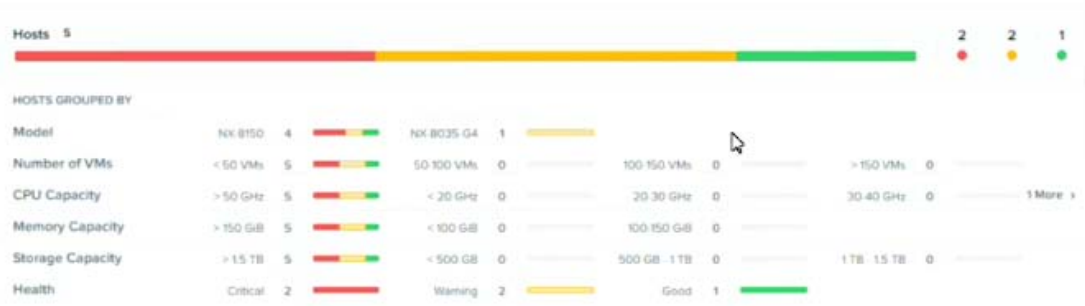 Hosts 5 2 2 1
HOSTS GROUPED BY
Model NX-8150 4 NX-8035-G4 1
Number of VMs < 50 VMs 5 50-100 VMs 0 100-150 VMs 0 > 150 VMs 0
CPU Capacity > 50 GHz 5 < 20 GHz 0 20-30 GHz 0 30-40 GHz 0 1 More >
Memory Capacity > 150 GiB 5 < 100 GiB 0 100-150 GiB 0
Storage Capacity > 1.5 TB 5 < 500 GB 0 500 GB - 1 TB 0 1 TB - 1.5 TB 0
Health Critical 2 Warning 2 Good 1